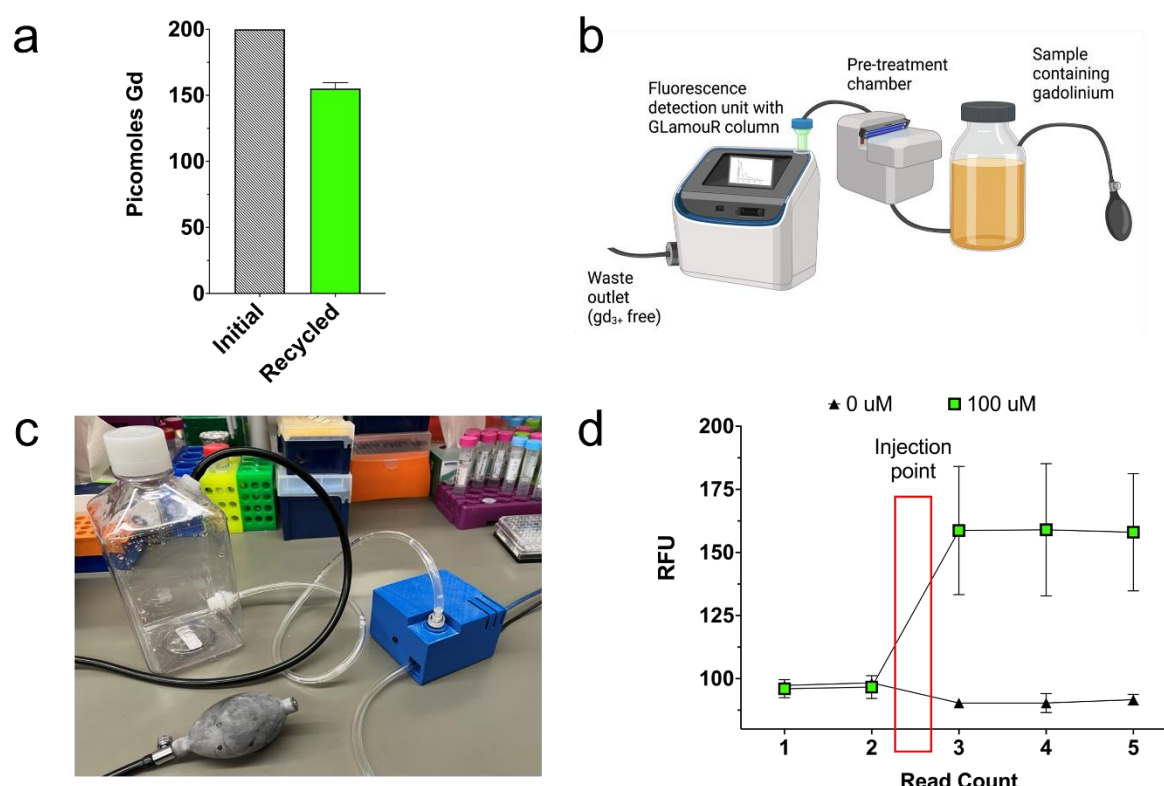 a
200
150
100
50
0
Picomoles Gd
Initial
Recycled
b
Fluorescence
detection unit with
GLamouR column
Pre-treatment
chamber
Sample
containing
gadolinium
Waste
outlet
(gd₃₊ free)
c
d
0 uM
100 uM
Injection
point
200
175
150
125
100
RFU
1 2 3 4 5
Read Count